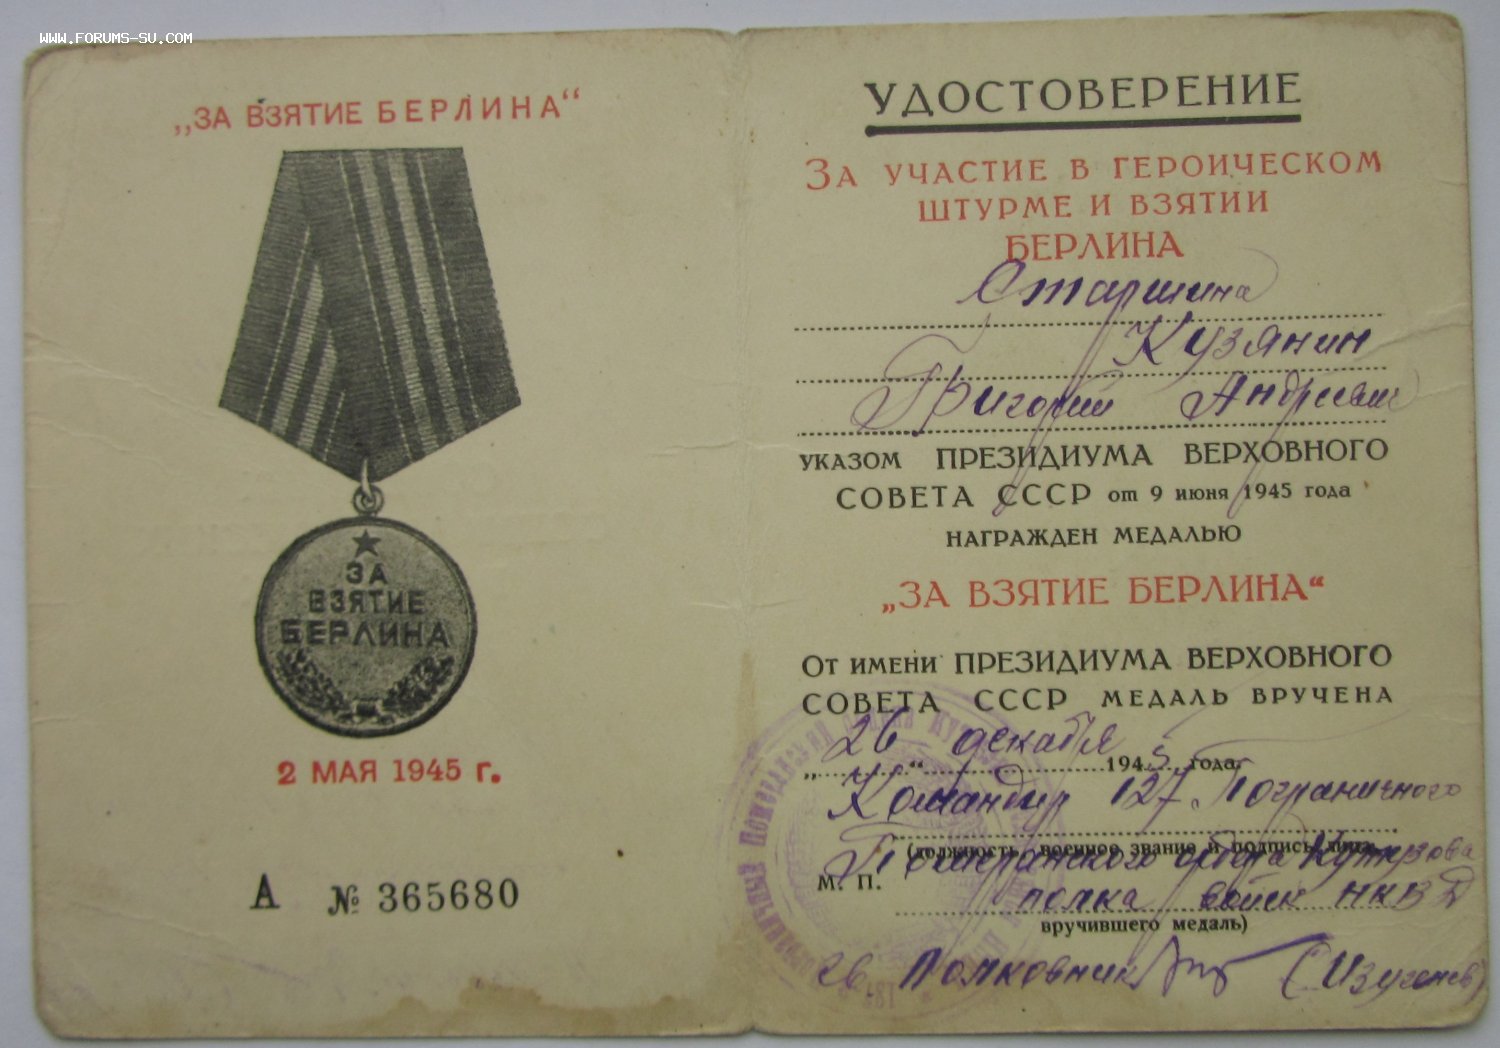 WWW.FORUMS-SU.COM
„ЗА ВЗЯТИЕ БЕРЛИНА“
ЗА
ВЗЯТИЕ
БЕРЛИНА
2 МАЯ 1945 г.
А № 365680
УДОСТОВЕРЕНИЕ
ЗА УЧАСТИЕ В ГЕРОИЧЕСКОМ
ШТУРМЕ И ВЗЯТИИ
БЕРЛИНА
Старшина
Кузянин
Григорий Андреевич
УКАЗОМ ПРЕЗИДИУМА ВЕРХОВНОГО
СОВЕТА СССР от 9 июня 1945 года
НАГРАЖДЕН МЕДАЛЬЮ
„ЗА ВЗЯТИЕ БЕРЛИНА“
ОТ ИМЕНИ ПРЕЗИДИУМА ВЕРХОВНОГО
СОВЕТА СССР МЕДАЛЬ ВРУЧЕНА
„26“ декабря 1945 года
Командир 127 Пограничного
(должность, военное звание и подпись лица,
ордена Кутузова
М. П.
полка войск НКВД
вручившего медаль)
Полковник